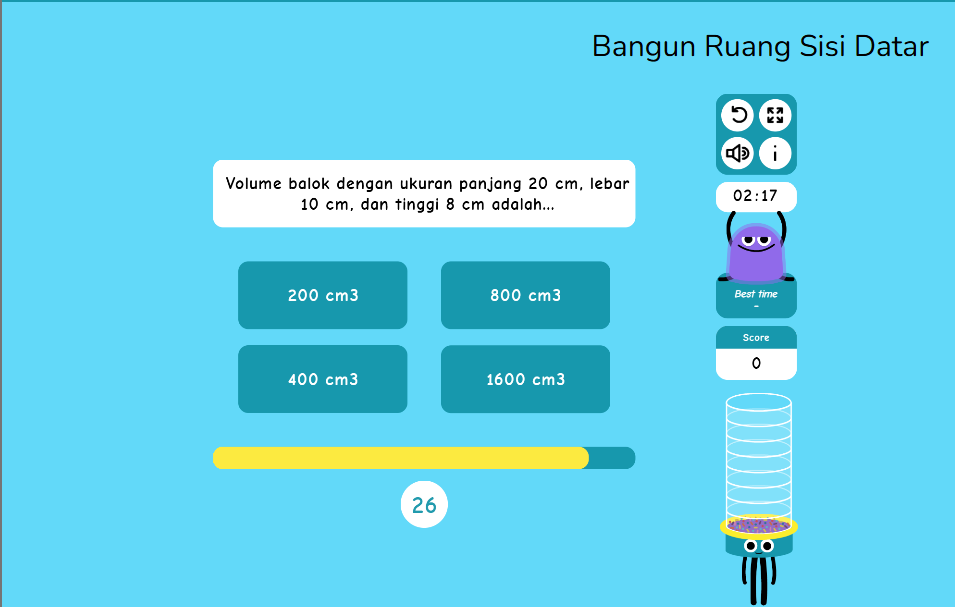 Bangun Ruang Sisi Datar
02:17
Volume balok dengan ukuran panjang 20 cm, lebar
10 cm, dan tinggi 8 cm adalah...
200 cm3
800 cm3
400 cm3
1600 cm3
26
Best time
-
Score
0